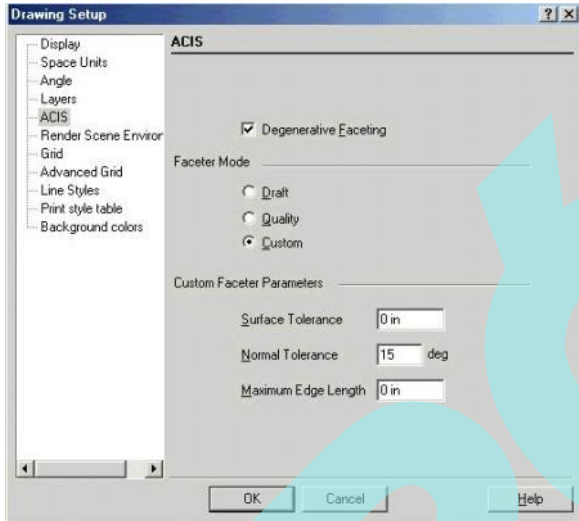 Drawing Setup
Display
Space Units
Angle
Layers
ACIS
Render Scene Environ
Grid
Advanced Grid
Line Styles
Print style table
Background colors
ACIS
Degenerative Faceting
Faceter Mode
Draft
Quality
Custom
Custom Faceter Parameters
Surface Tolerance 0 in
Normal Tolerance 15 deg
Maximum Edge Length 0 in
OK Cancel Help